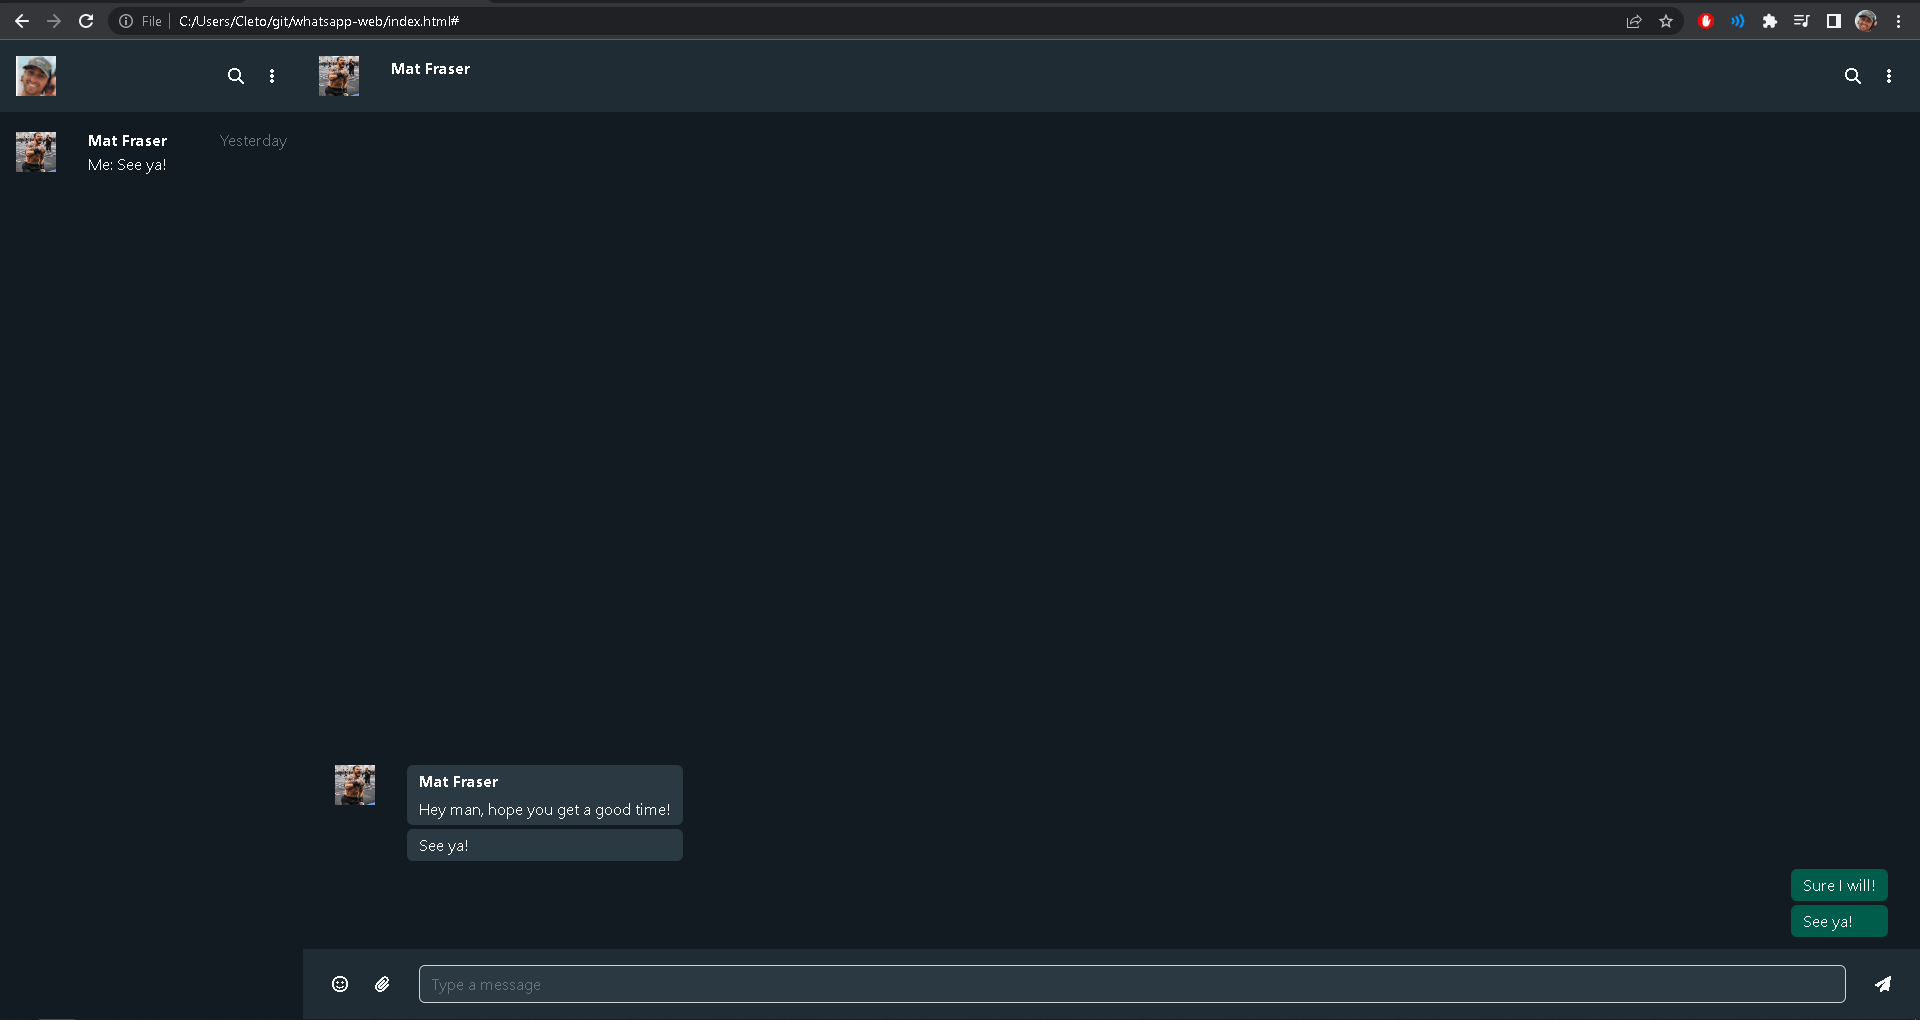 File
C:/Users/Cleto/git/whatsapp-web/index.html#
Mat Fraser
Mat Fraser Yesterday
Me: See ya!
Mat Fraser
Hey man, hope you get a good time!
See ya!
Sure I will!
See ya!
Type a message